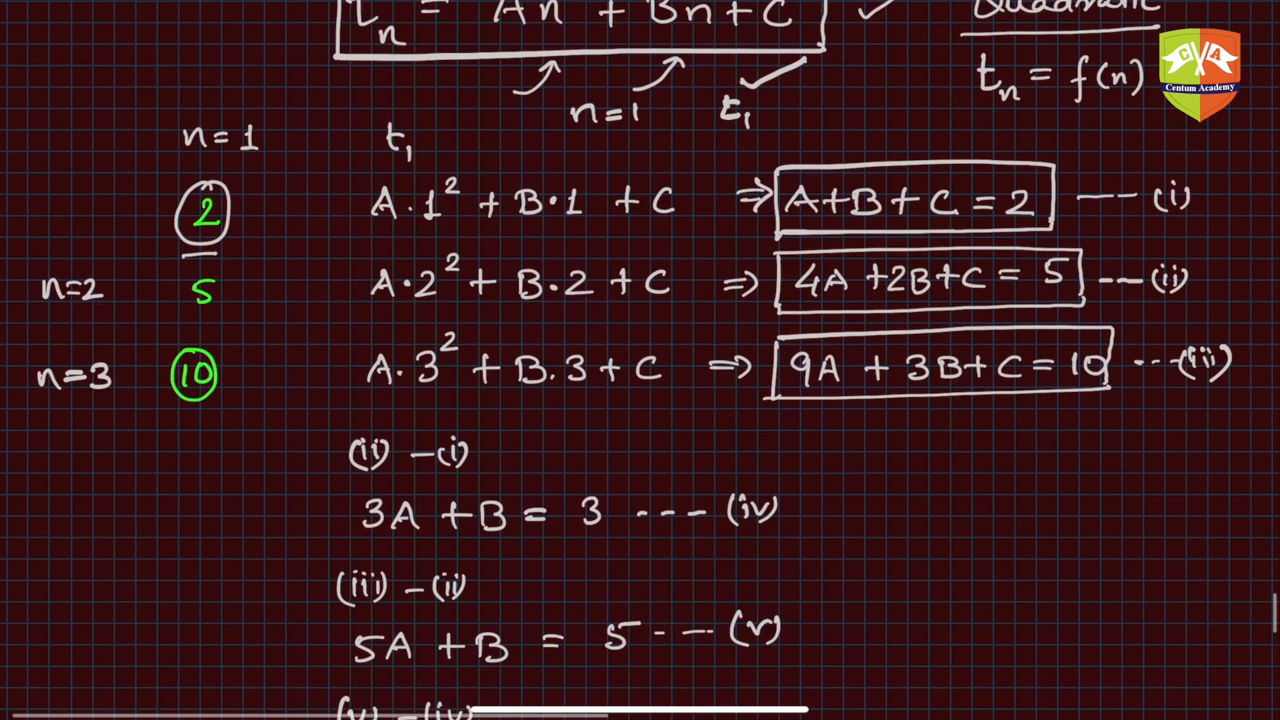 tₙ = An + Bn + C ✓ Quadratic
n=1 t₁ tₙ = f(n)
C A
Centum Academy
n=1 t₁
2 A·1² + B·1 + C ⇒ A+B+C = 2 ---- (i)
n=2 5 A·2² + B·2 + C ⇒ 4A +2B+C = 5 ---(ii)
n=3 10 A·3² + B.3 + C ⇒ 9A + 3B+C = 10 ---(iii)
(ii) -(i)
3A +B = 3 ---- (iv)
(iii) -(ii)
5A +B = 5 --- (v)
(v) -(iv)